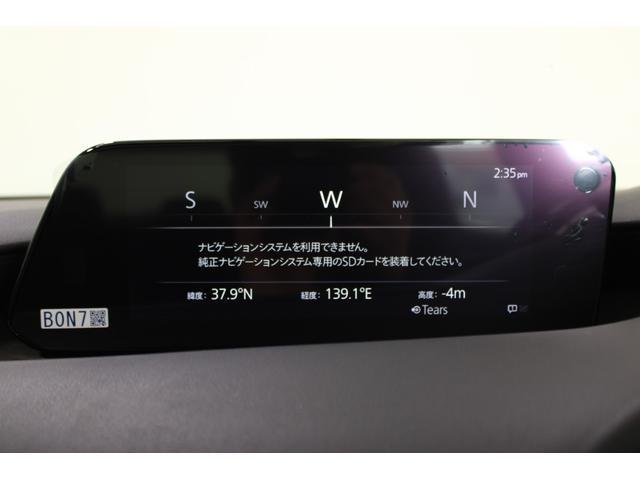 2:35pm
S SW W NW N
ナビゲーションシステムを利用できません。
純正ナビゲーションシステム専用のSDカードを装着してください。
緯度: 37.9°N 経度: 139.1°E 高度: -4m
Tears
BON7